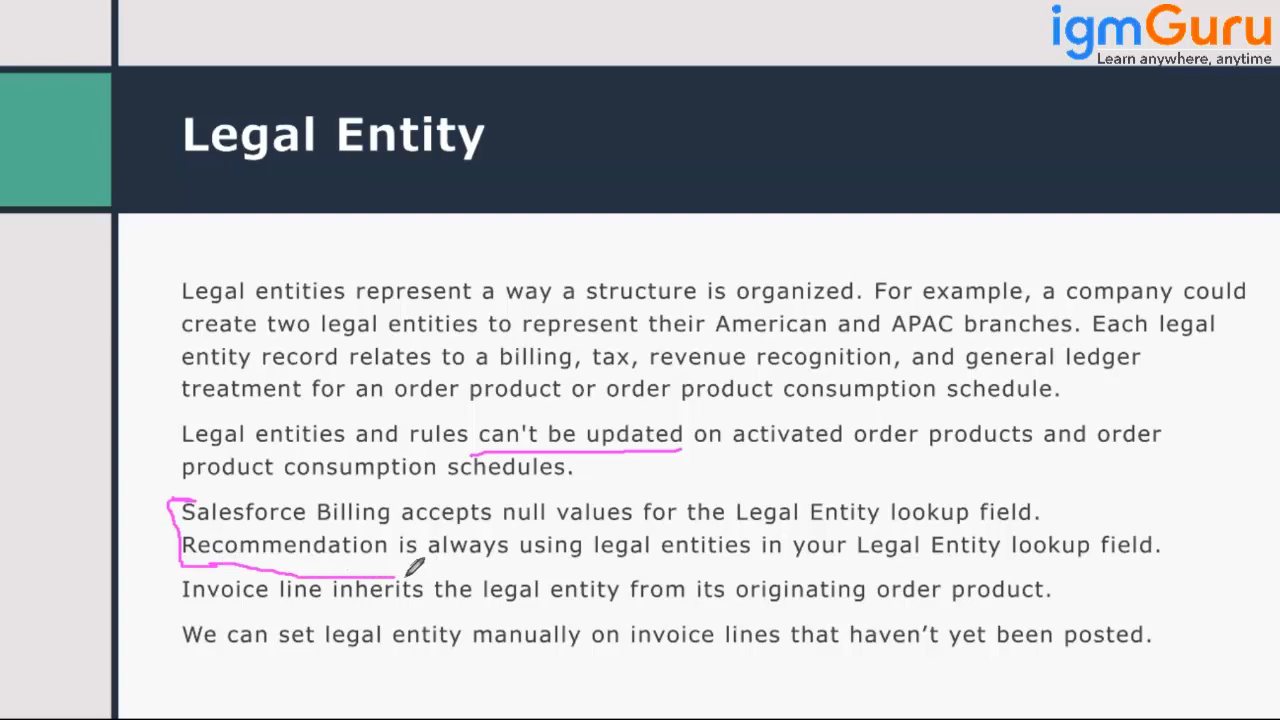 igmGuru
Learn anywhere, anytime
Legal Entity
Legal entities represent a way a structure is organized. For example, a company could
create two legal entities to represent their American and APAC branches. Each legal
entity record relates to a billing, tax, revenue recognition, and general ledger
treatment for an order product or order product consumption schedule.
Legal entities and rules can't be updated on activated order products and order
product consumption schedules.
Salesforce Billing accepts null values for the Legal Entity lookup field.
Recommendation is always using legal entities in your Legal Entity lookup field.
Invoice line inherits the legal entity from its originating order product.
We can set legal entity manually on invoice lines that haven’t yet been posted.